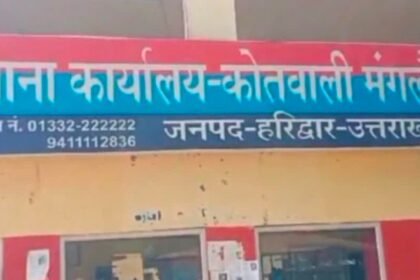 ाना कार्यालय-कोतवाली मंगल
नं. 01332-222222
9411112836
जनपद-हरिद्वार-उत्तराख